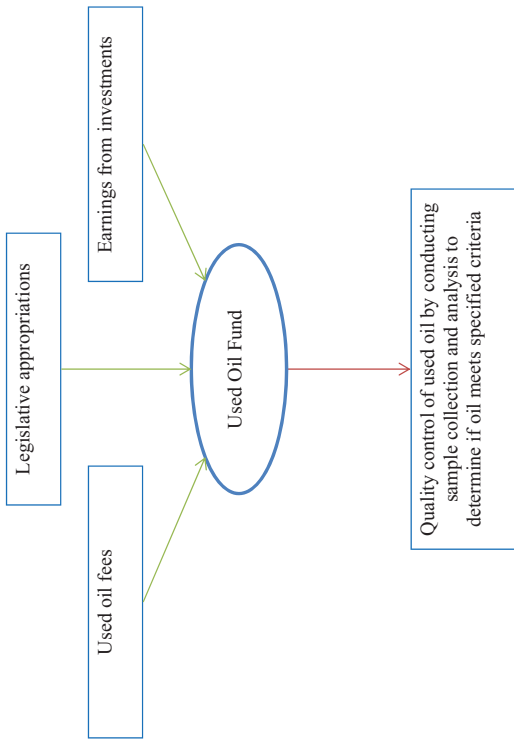 Legislative appropriations
Used oil fees
Earnings from investments
Used Oil Fund
Quality control of used oil by conducting
sample collection and analysis to
determine if oil meets specified criteria